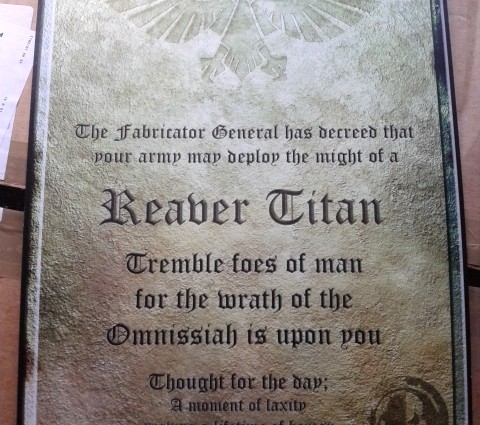 The Fabricator General has decreed that
your army may deploy the might of a
Reaver Titan
Tremble foes of man
for the wrath of the
Omnissiah is upon you
Thought for the day;
A moment of laxity